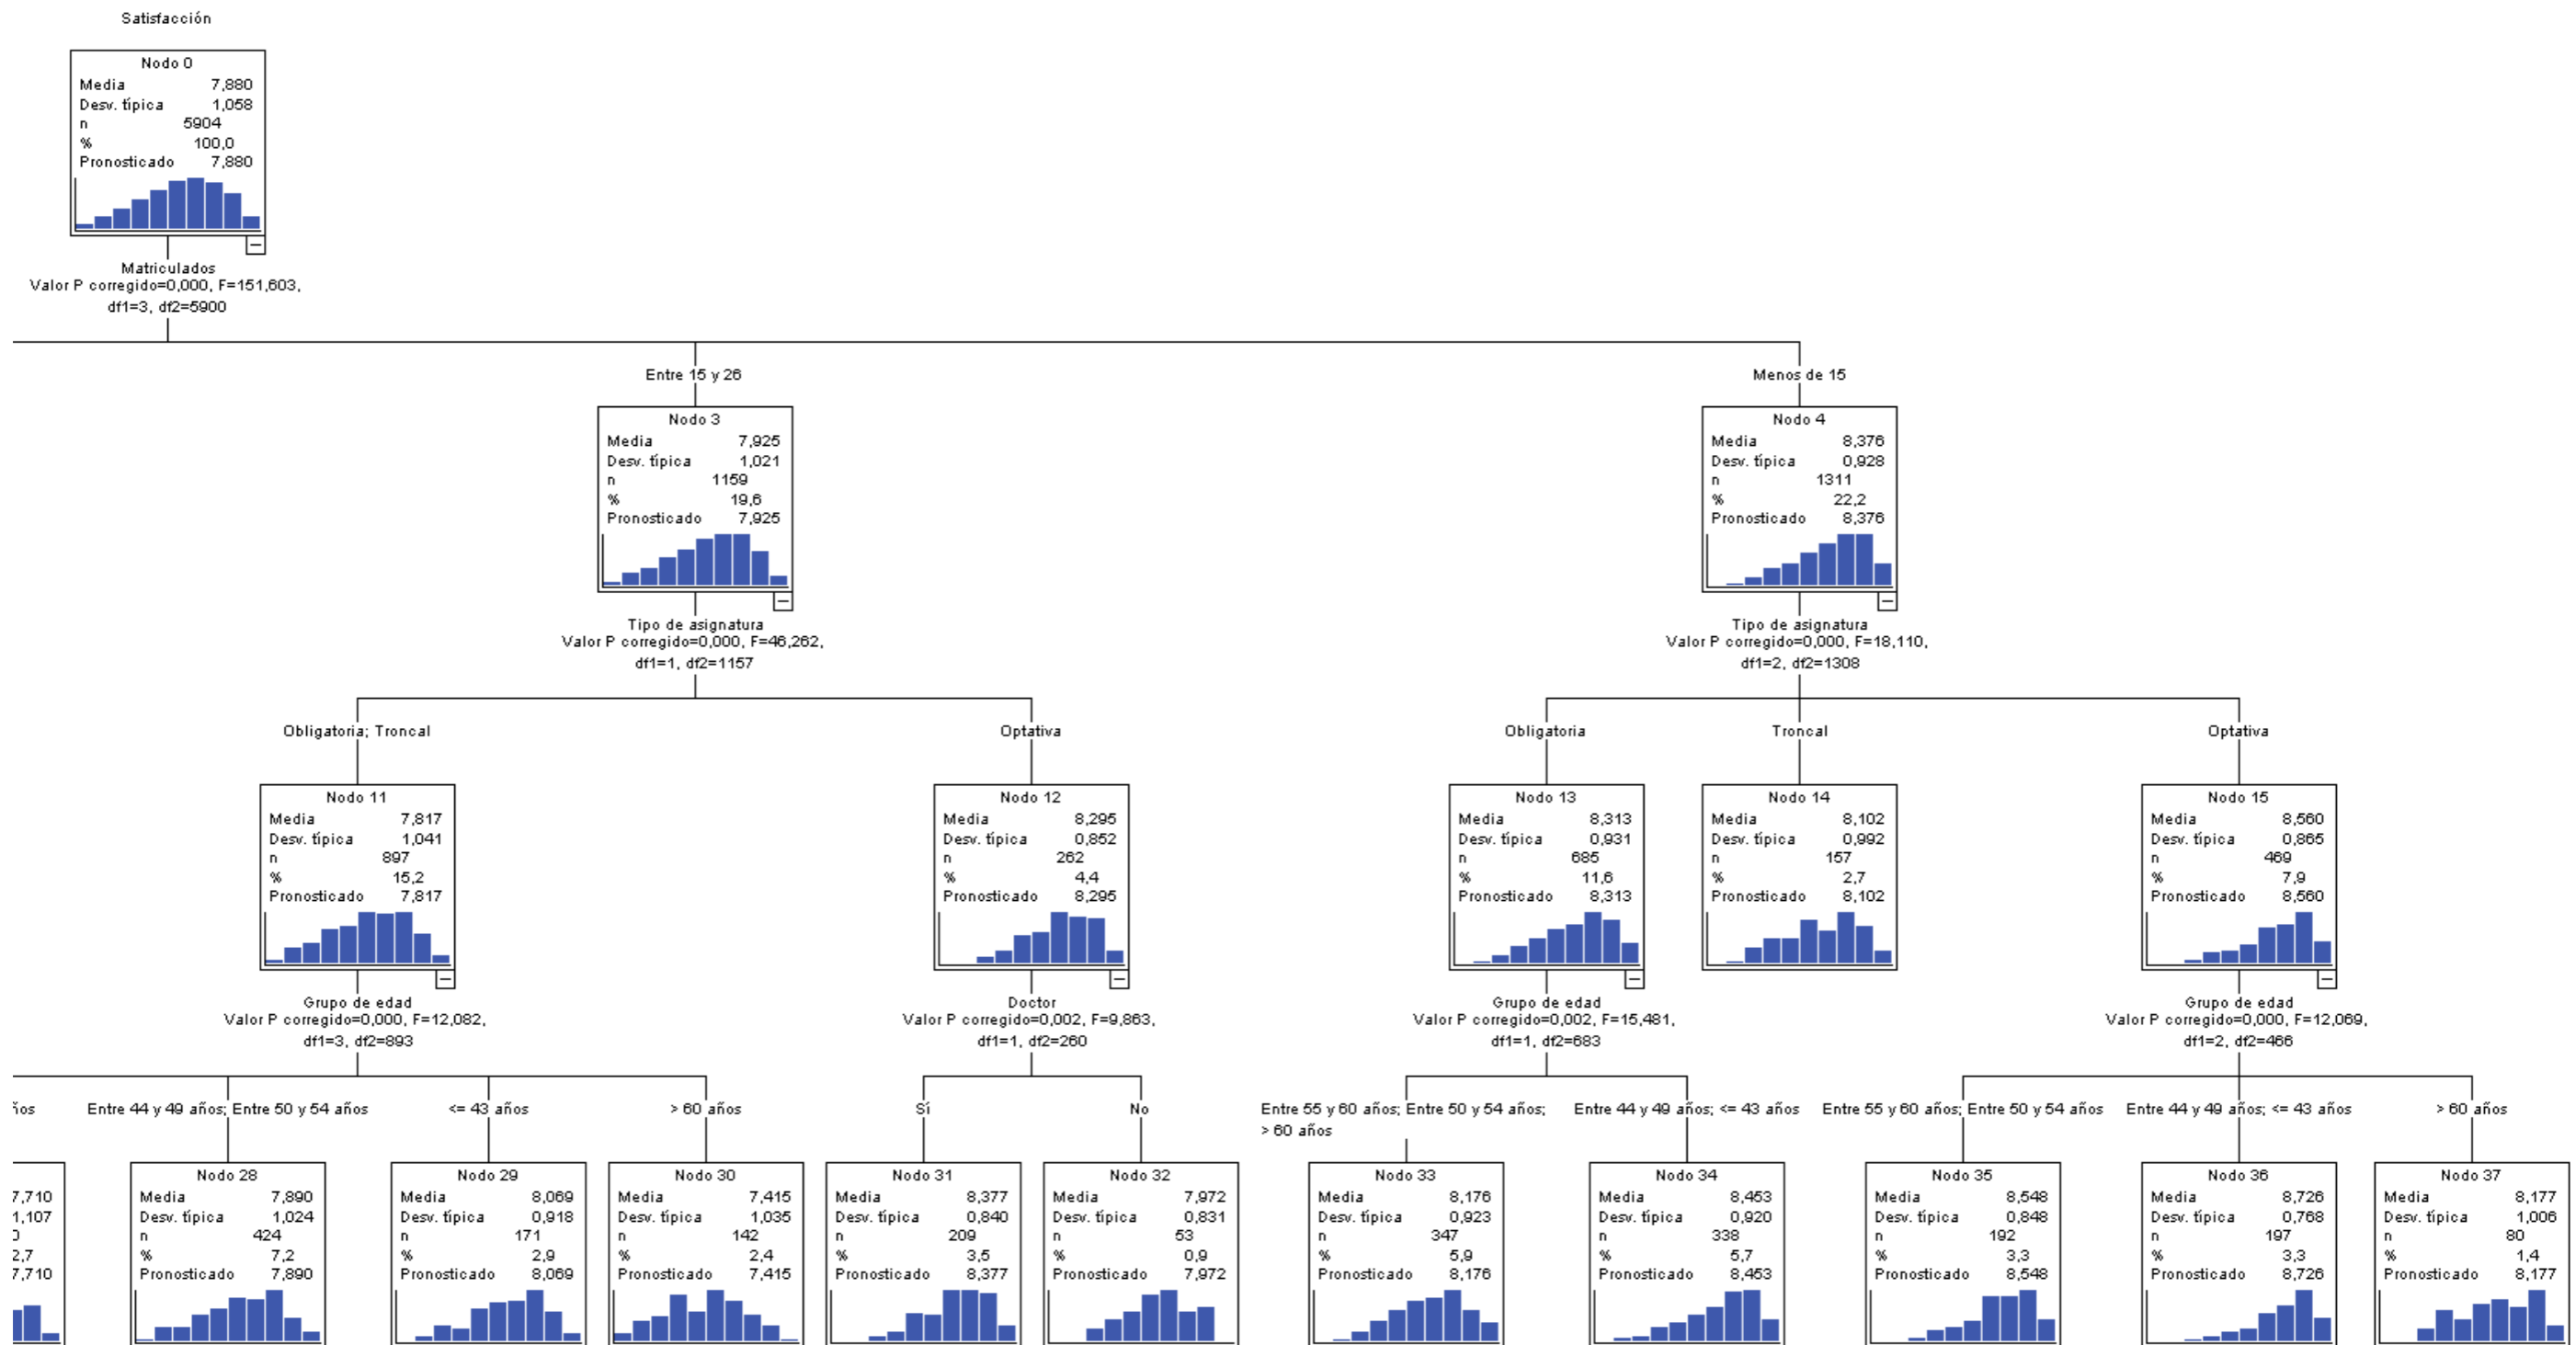 Satisfacción
Nodo 0
Media 7,880
Desv. típica 1,058
n 5904
% 100,0
Pronosticado 7,880
Matriculados
Valor P corregido=0,000, F=151,603,
df1=3, df2=5900
Entre 15 y 26
Nodo 3
Media 7,925
Desv. típica 1,021
n 1159
% 19,6
Pronosticado 7,925
Tipo de asignatura
Valor P corregido=0,000, F=46,262,
df1=1, df2=1157
Menos de 15
Nodo 4
Media 8,376
Desv. típica 0,928
n 1311
% 22,2
Pronosticado 8,376
Tipo de asignatura
Valor P corregido=0,000, F=18,110,
df1=2, df2=1308
Obligatoria; Troncal
Nodo 11
Media 7,817
Desv. típica 1,041
n 897
% 15,2
Pronosticado 7,817
Grupo de edad
Valor P corregido=0,000, F=12,082,
df1=3, df2=893
Optativa
Nodo 12
Media 8,295
Desv. típica 0,852
n 262
% 4,4
Pronosticado 8,295
Doctor
Valor P corregido=0,002, F=9,863,
df1=1, df2=260
Obligatoria
Nodo 13
Media 8,313
Desv. típica 0,931
n 685
% 11,6
Pronosticado 8,313
Grupo de edad
Valor P corregido=0,002, F=15,481,
df1=1, df2=683
Troncal
Nodo 14
Media 8,102
Desv. típica 0,992
n 157
% 2,7
Pronosticado 8,102
Optativa
Nodo 15
Media 8,560
Desv. típica 0,865
n 469
% 7,9
Pronosticado 8,560
Grupo de edad
Valor P corregido=0,000, F=12,069,
df1=2, df2=466
ños
7,710
1,107
0
2,7
7,710
Entre 44 y 49 años; Entre 50 y 54 años
Nodo 28
Media 7,890
Desv. típica 1,024
n 424
% 7,2
Pronosticado 7,890
<= 43 años
Nodo 29
Media 8,069
Desv. típica 0,918
n 171
% 2,9
Pronosticado 8,069
> 60 años
Nodo 30
Media 7,415
Desv. típica 1,035
n 142
% 2,4
Pronosticado 7,415
Sí
Nodo 31
Media 8,377
Desv. típica 0,840
n 209
% 3,5
Pronosticado 8,377
No
Nodo 32
Media 7,972
Desv. típica 0,831
n 53
% 0,9
Pronosticado 7,972
Entre 55 y 60 años; Entre 50 y 54 años;
> 60 años
Nodo 33
Media 8,176
Desv. típica 0,923
n 347
% 5,9
Pronosticado 8,176
Entre 44 y 49 años; <= 43 años
Nodo 34
Media 8,453
Desv. típica 0,920
n 338
% 5,7
Pronosticado 8,453
Entre 55 y 60 años; Entre 50 y 54 años
Nodo 35
Media 8,548
Desv. típica 0,848
n 192
% 3,3
Pronosticado 8,548
Entre 44 y 49 años; <= 43 años
Nodo 36
Media 8,726
Desv. típica 0,768
n 197
% 3,3
Pronosticado 8,726
> 60 años
Nodo 37
Media 8,177
Desv. típica 1,006
n 80
% 1,4
Pronosticado 8,177